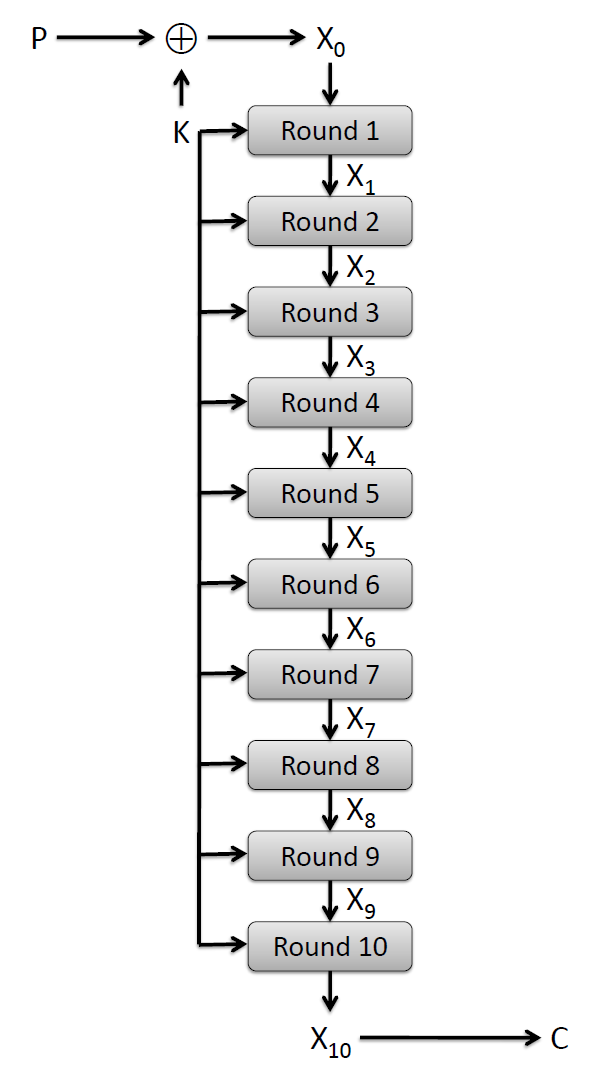 P ⊕ X₀
K Round 1
X₁
Round 2
X₂
Round 3
X₃
Round 4
X₄
Round 5
X₅
Round 6
X₆
Round 7
X₇
Round 8
X₈
Round 9
X₉
Round 10
X₁₀ C